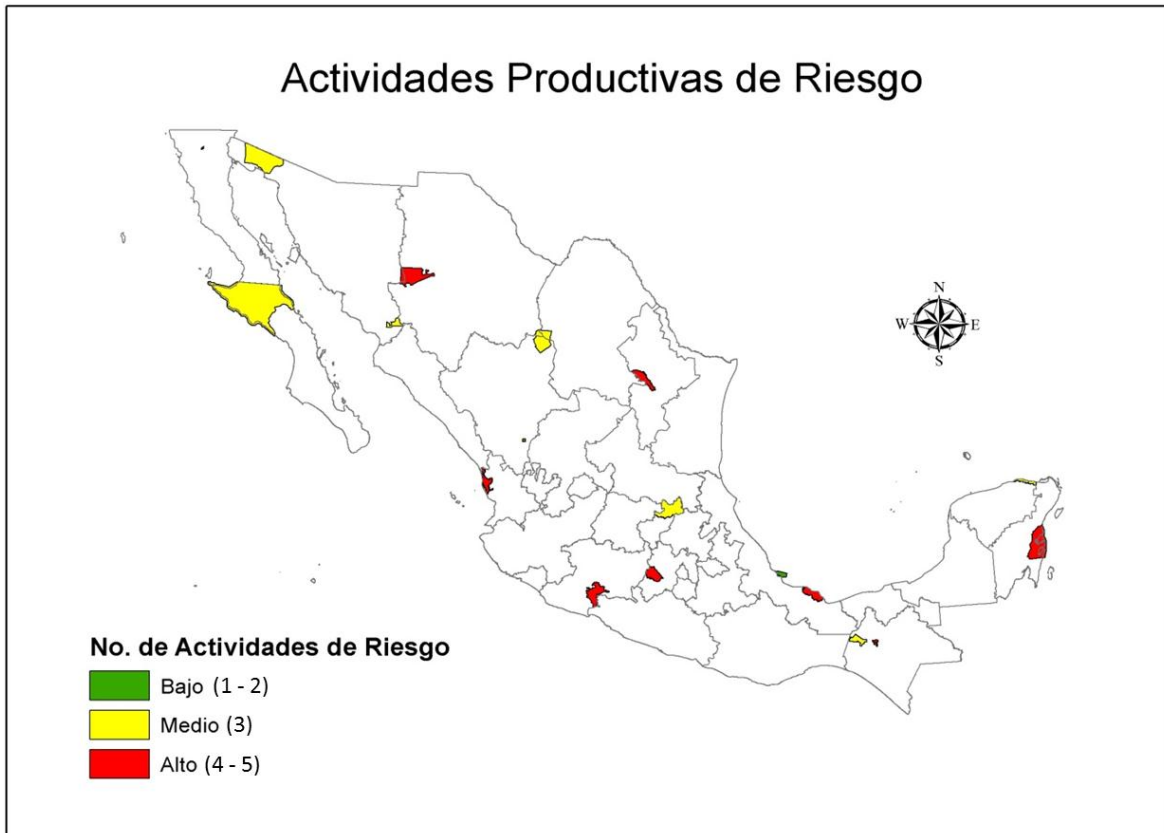 Actividades Productivas de Riesgo
N
W E
S
No. de Actividades de Riesgo
Bajo (1 - 2)
Medio (3)
Alto (4 - 5)